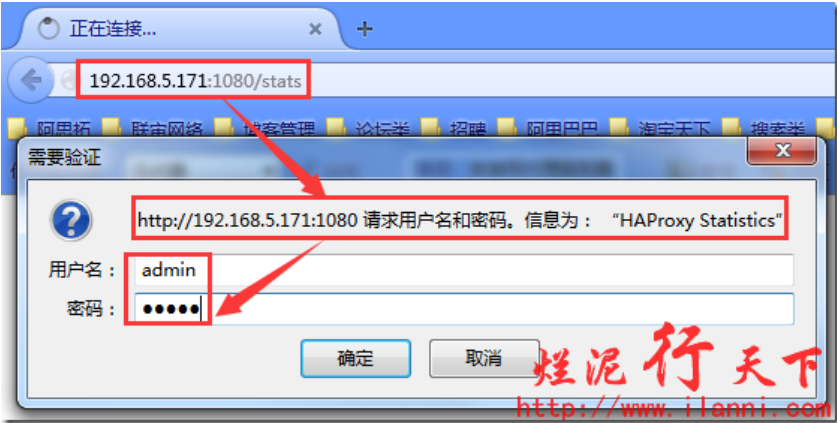 正在连接...
192.168.5.171:1080/stats
阿思拓 联宙网络 博客管理 论坛类 招聘 阿里巴巴 淘宝天下 搜索类
需要验证
http://192.168.5.171:1080 请求用户名和密码。信息为： “HAProxy Statistics”
用户名： admin
密码： ●●●●●
确定 取消
烂泥行天下
http://www.ilanni.com